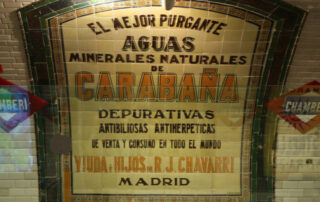 EL MEJOR PURGANTE
AGUAS
MINERALES NATURALES
DE
CARABAÑA
DEPURATIVAS
ANTIBILIOSAS ANTIHERPETICAS
DE VENTA Y CONSUMO EN TODO EL MUNDO
VIUDA E HIJOS DE R.J. CHAVARRI
MADRID
CHAMBERI
CHAMBERI